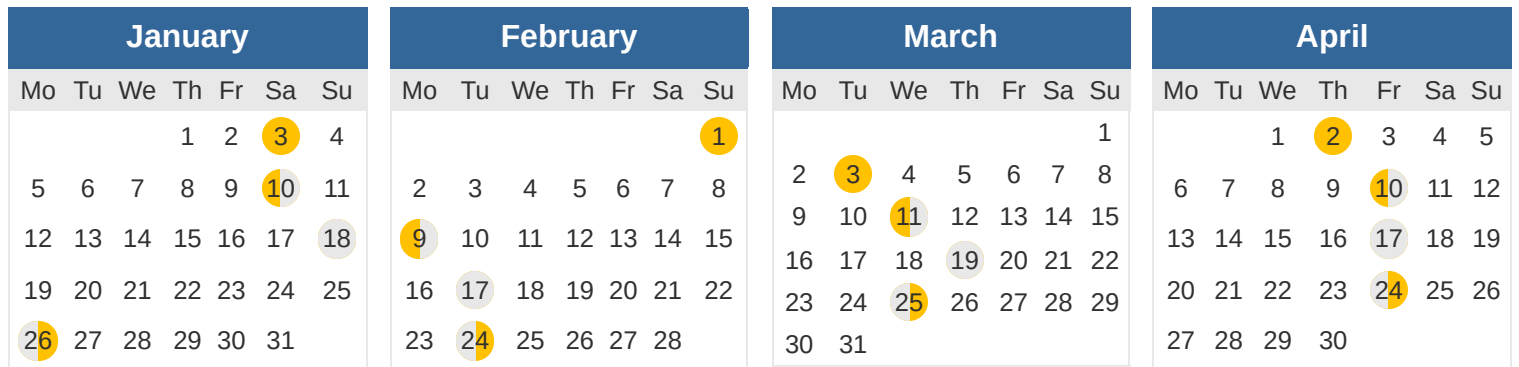 January
Mo Tu We Th Fr Sa Su
1 2 3 4
5 6 7 8 9 10 11
12 13 14 15 16 17 18
19 20 21 22 23 24 25
26 27 28 29 30 31
February
Mo Tu We Th Fr Sa Su
1
2 3 4 5 6 7 8
9 10 11 12 13 14 15
16 17 18 19 20 21 22
23 24 25 26 27 28
March
Mo Tu We Th Fr Sa Su
1
2 3 4 5 6 7 8
9 10 11 12 13 14 15
16 17 18 19 20 21 22
23 24 25 26 27 28 29
30 31
April
Mo Tu We Th Fr Sa Su
1 2 3 4 5
6 7 8 9 10 11 12
13 14 15 16 17 18 19
20 21 22 23 24 25 26
27 28 29 30